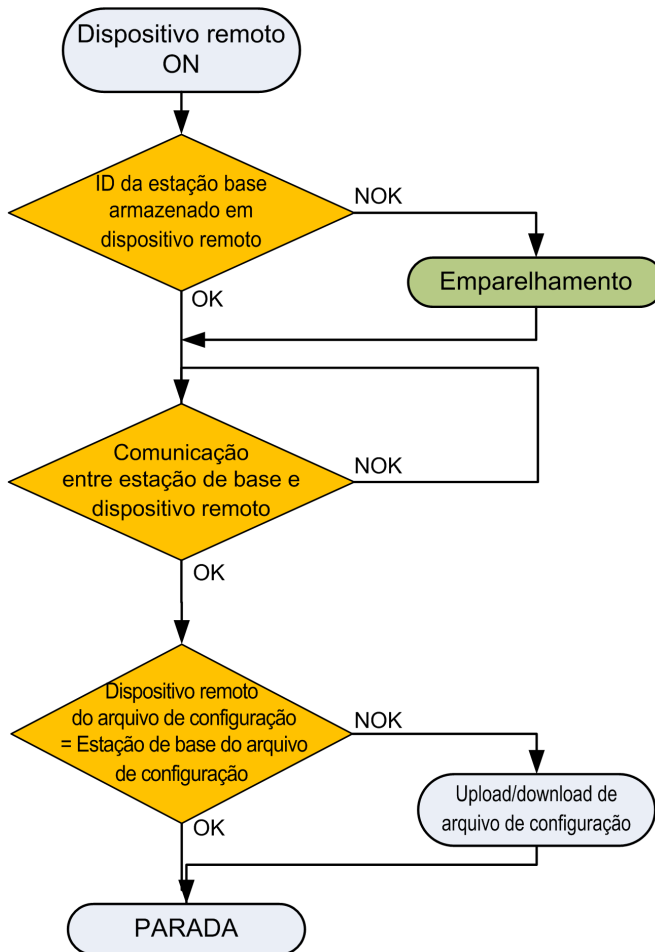 Dispositivo remoto
ON
ID da estação base
armazenado em
dispositivo remoto
NOK
Emparelhamento
OK
Comunicação
entre estação de base e
dispositivo remoto
NOK
OK
Dispositivo remoto
do arquivo de configuração
= Estação de base do arquivo
de configuração
NOK
Upload/download de
arquivo de configuração
OK
PARADA